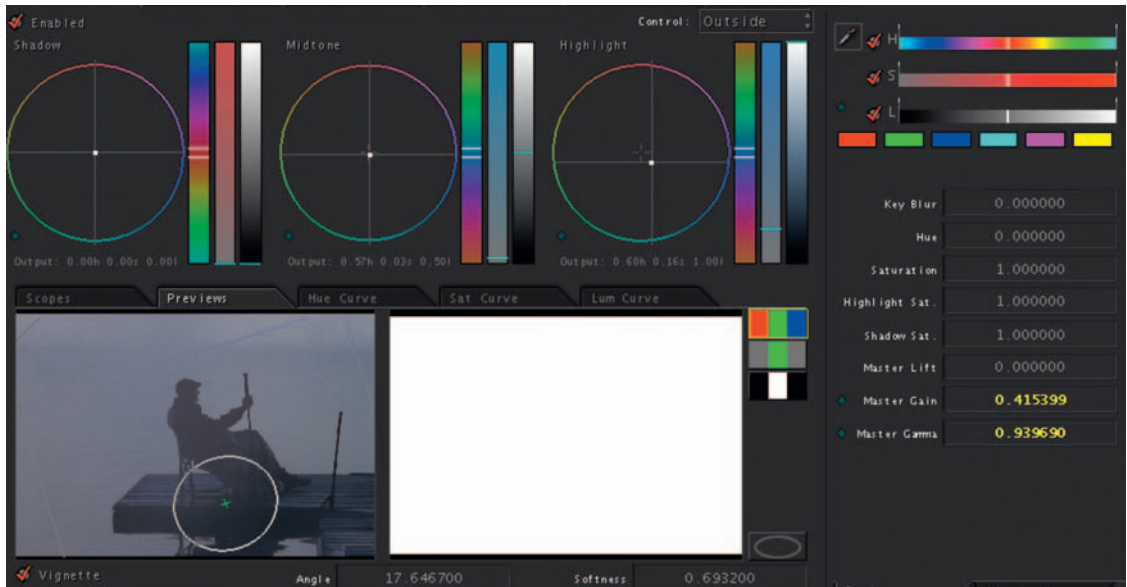 Enabled
Control: Outside
Shadow
Midtone
Highlight
H
S
L
Output: 0.00h 0.00s 0.00l
Output: 0.57h 0.03s 0.50l
Output: 0.60h 0.16s 1.00l
Scopes
Previews
Hue Curve
Sat Curve
Lum Curve
Key Blur 0.000000
Hue 0.000000
Saturation 1.000000
Highlight Sat. 1.000000
Shadow Sat. 1.000000
Master Lift 0.000000
Master Gain 0.415399
Master Gamma 0.939690
Vignette
Angle 17.646700
Softness 0.693200